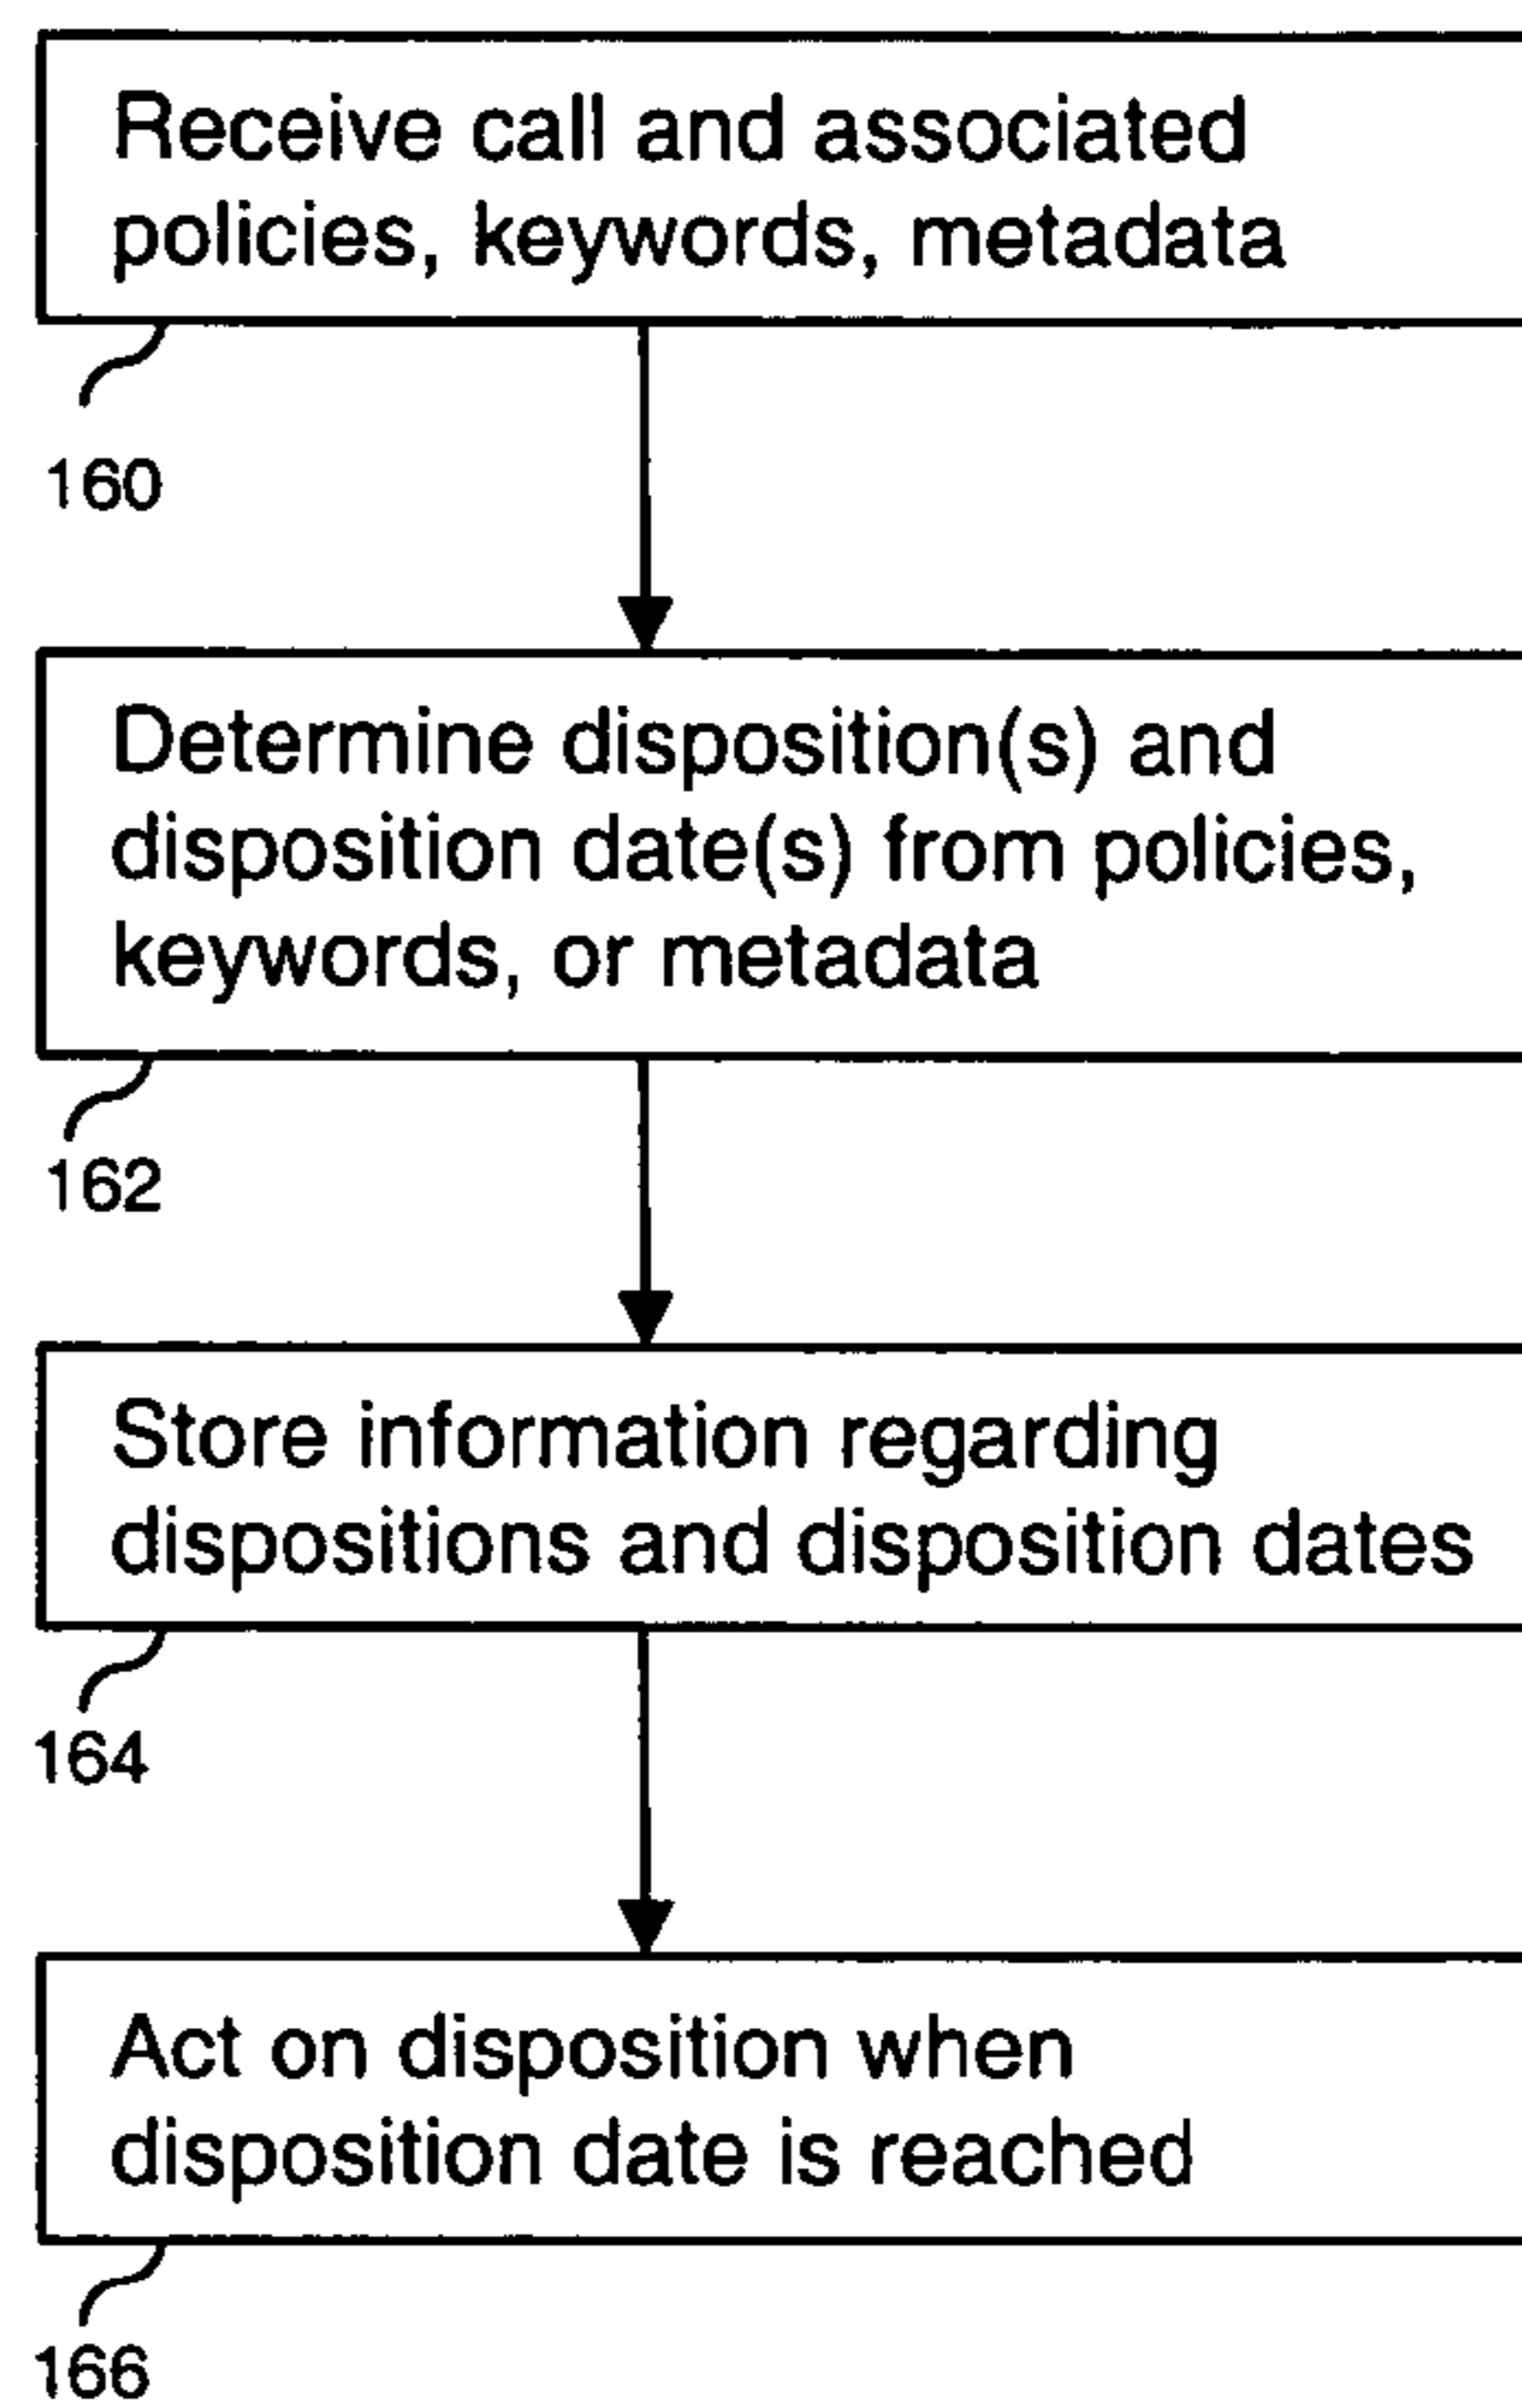 Receive call and associated
policies, keywords, metadata
160
Determine disposition(s) and
disposition date(s) from policies,
keywords, or metadata
162
Store information regarding
dispositions and disposition dates
164
Act on disposition when
disposition date is reached
166